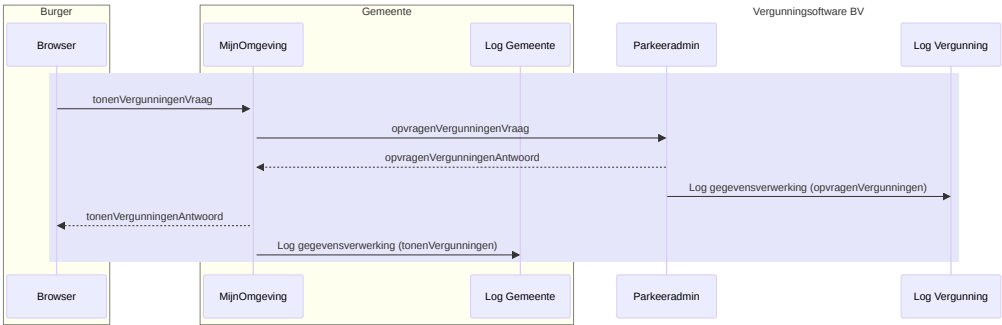 Burger
Gemeente
Vergunningsoftware BV
Browser
MijnOmgeving
Log Gemeente
Parkeeradmin
Log Vergunning
tonenVergunningenVraag
opvragenVergunningenVraag
opvragenVergunningenAntwoord
Log gegevensverwerking (opvragenVergunningen)
tonenVergunningenAntwoord
Log gegevensverwerking (tonenVergunningen)
Browser
MijnOmgeving
Log Gemeente
Parkeeradmin
Log Vergunning